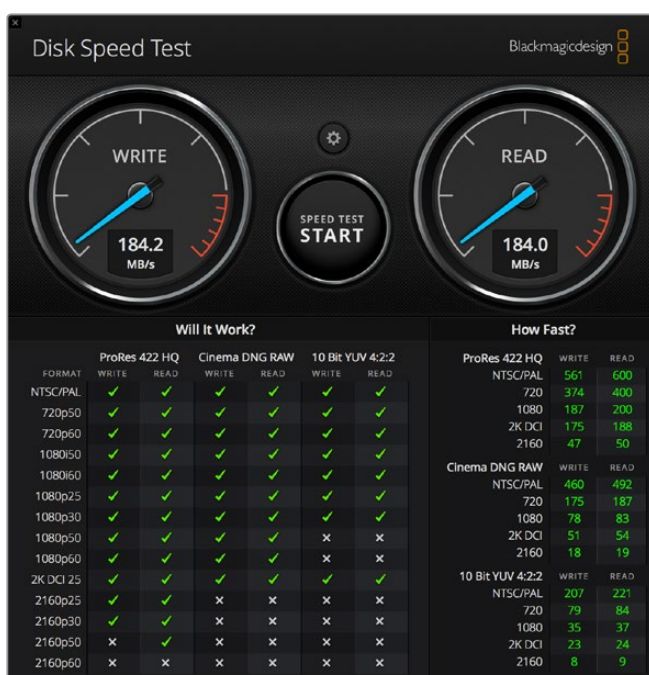 Disk Speed Test
Blackmagicdesign
WRITE
184.2
MB/s
SPEED TEST
START
READ
184.0
MB/s
Will It Work?
ProRes 422 HQ Cinema DNG RAW 10 Bit YUV 4:2:2
FORMAT WRITE READ WRITE READ WRITE READ
NTSC/PAL ✓ ✓ ✓ ✓ ✓ ✓
720p50 ✓ ✓ ✓ ✓ ✓ ✓
720p60 ✓ ✓ ✓ ✓ ✓ ✓
1080i50 ✓ ✓ ✓ ✓ ✓ ✓
1080i60 ✓ ✓ ✓ ✓ ✓ ✓
1080p25 ✓ ✓ ✓ ✓ ✓ ✓
1080p30 ✓ ✓ ✓ ✓ ✓ ✓
1080p50 ✓ ✓ ✓ ✓ × ×
1080p60 ✓ ✓ ✓ ✓ × ×
2K DCI 25 ✓ ✓ ✓ ✓ ✓ ✓
2160p25 ✓ ✓ × × × ×
2160p30 ✓ ✓ × × × ×
2160p50 × ✓ × × × ×
2160p60 × × × × × ×
How Fast?
ProRes 422 HQ WRITE READ
NTSC/PAL 561 600
720 374 400
1080 187 200
2K DCI 175 188
2160 47 50
Cinema DNG RAW WRITE READ
NTSC/PAL 460 492
720 175 187
1080 78 83
2K DCI 51 54
2160 18 19
10 Bit YUV 4:2:2 WRITE READ
NTSC/PAL 207 221
720 79 84
1080 35 37
2K DCI 23 24
2160 8 9